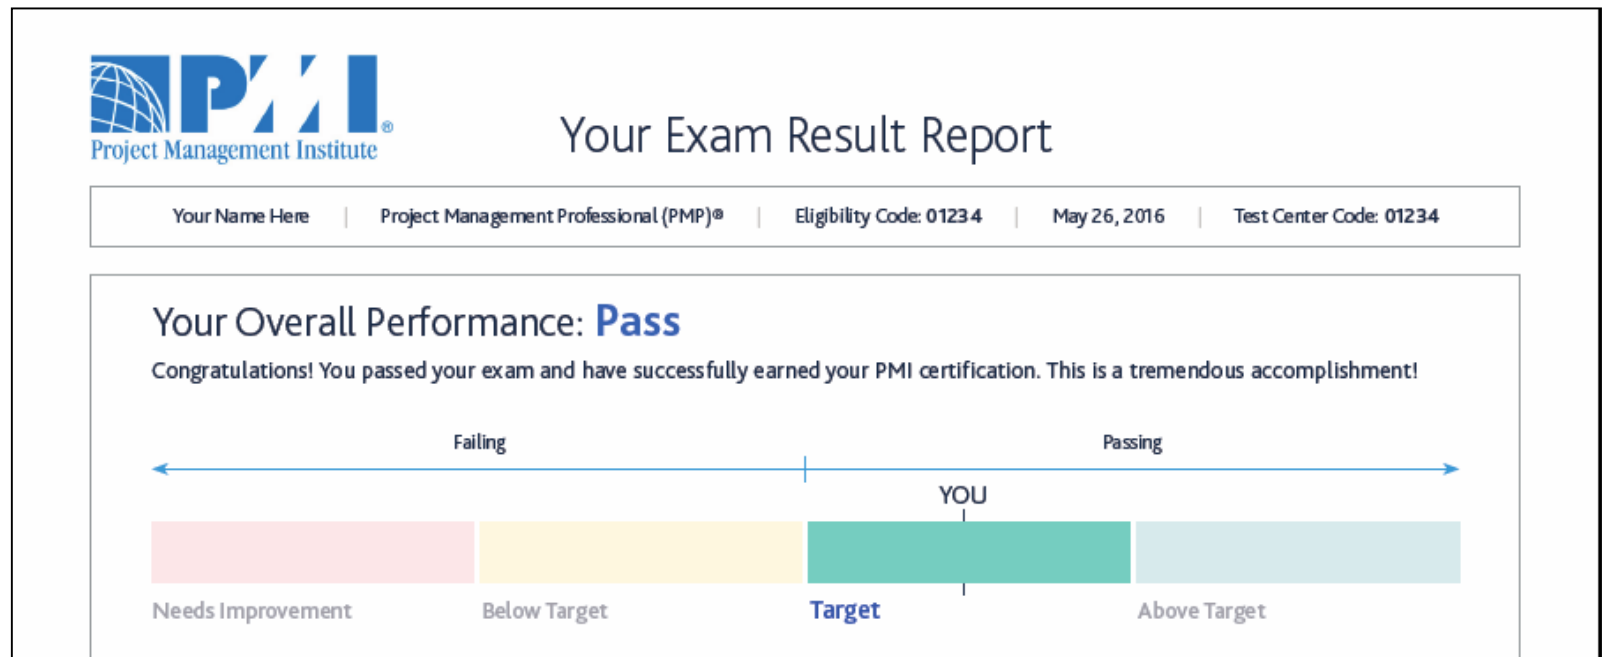 PMI®
Project Management Institute
Your Exam Result Report
Your Name Here | Project Management Professional (PMP)® | Eligibility Code: 01234 | May 26, 2016 | Test Center Code: 01234
Your Overall Performance: Pass
Congratulations! You passed your exam and have successfully earned your PMI certification. This is a tremendous accomplishment!
Failing Passing
YOU
Needs Improvement Below Target Target Above Target